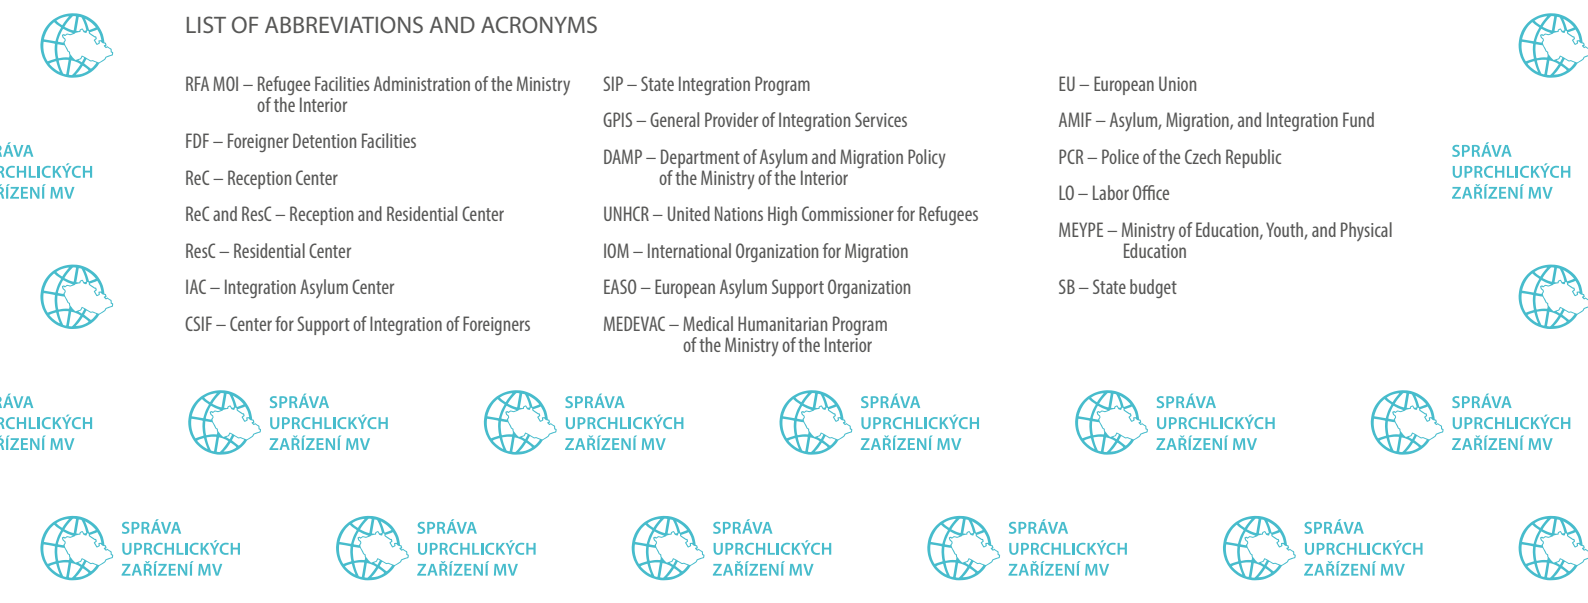 LIST OF ABBREVIATIONS AND ACRONYMS
RFA MOI – Refugee Facilities Administration of the Ministry
of the Interior
FDF – Foreigner Detention Facilities
ReC – Reception Center
ReC and ResC – Reception and Residential Center
ResC – Residential Center
IAC – Integration Asylum Center
CSIF – Center for Support of Integration of Foreigners
SIP – State Integration Program
GPIS – General Provider of Integration Services
DAMP – Department of Asylum and Migration Policy
of the Ministry of the Interior
UNHCR – United Nations High Commissioner for Refugees
IOM – International Organization for Migration
EASO – European Asylum Support Organization
MEDEVAC – Medical Humanitarian Program
of the Ministry of the Interior
EU – European Union
AMIF – Asylum, Migration, and Integration Fund
PCR – Police of the Czech Republic
LO – Labor Office
MEYPE – Ministry of Education, Youth, and Physical
Education
SB – State budget
RÁVA
RCHLICKÝCH
ŘÍZENÍ MV
SPRÁVA
UPRCHLICKÝCH
ZAŘÍZENÍ MV
RÁVA
RCHLICKÝCH
ŘÍZENÍ MV
SPRÁVA
UPRCHLICKÝCH
ZAŘÍZENÍ MV
SPRÁVA
UPRCHLICKÝCH
ZAŘÍZENÍ MV
SPRÁVA
UPRCHLICKÝCH
ZAŘÍZENÍ MV
SPRÁVA
UPRCHLICKÝCH
ZAŘÍZENÍ MV
SPRÁVA
UPRCHLICKÝCH
ZAŘÍZENÍ MV
SPRÁVA
UPRCHLICKÝCH
ZAŘÍZENÍ MV
SPRÁVA
UPRCHLICKÝCH
ZAŘÍZENÍ MV
SPRÁVA
UPRCHLICKÝCH
ZAŘÍZENÍ MV
SPRÁVA
UPRCHLICKÝCH
ZAŘÍZENÍ MV
SPRÁVA
UPRCHLICKÝCH
ZAŘÍZENÍ MV